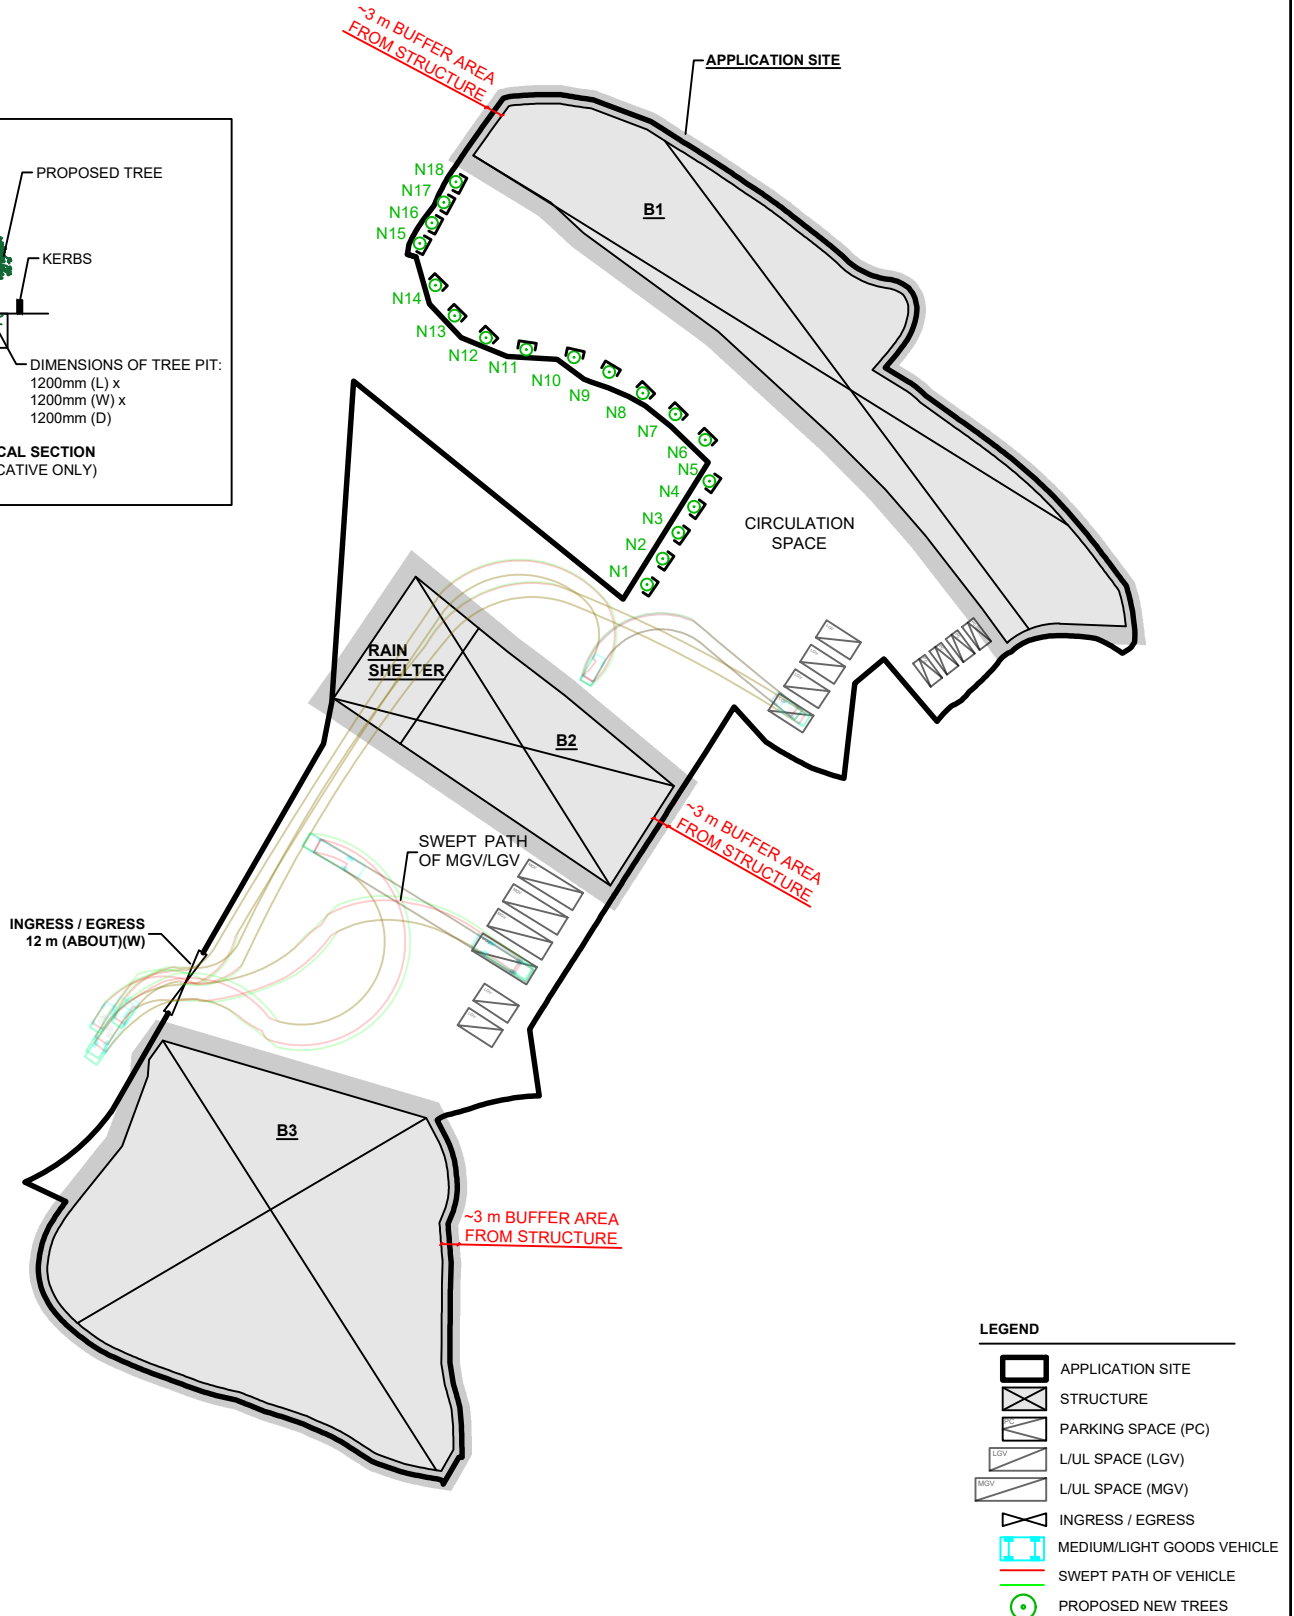 ~3 m BUFFER AREA
FROM STRUCTURE
APPLICATION SITE
PROPOSED TREE
KERBS
DIMENSIONS OF TREE PIT:
1200mm (L) x
1200mm (W) x
1200mm (D)
CAL SECTION
CATIVE ONLY)
N18
N17
N16
N15
N14
N13
N12
N11
N10
N9
N8
N7
N6
N5
N4
N3
N2
N1
B1
CIRCULATION
SPACE
RAIN
SHELTER
B2
~3 m BUFFER AREA
FROM STRUCTURE
SWEPT PATH
OF MGV/LGV
INGRESS / EGRESS
12 m (ABOUT)(W)
B3
~3 m BUFFER AREA
FROM STRUCTURE
LEGEND
APPLICATION SITE
STRUCTURE
PC
PARKING SPACE (PC)
LGV
L/UL SPACE (LGV)
MGV
L/UL SPACE (MGV)
INGRESS / EGRESS
MEDIUM/LIGHT GOODS VEHICLE
SWEPT PATH OF VEHICLE
PROPOSED NEW TREES